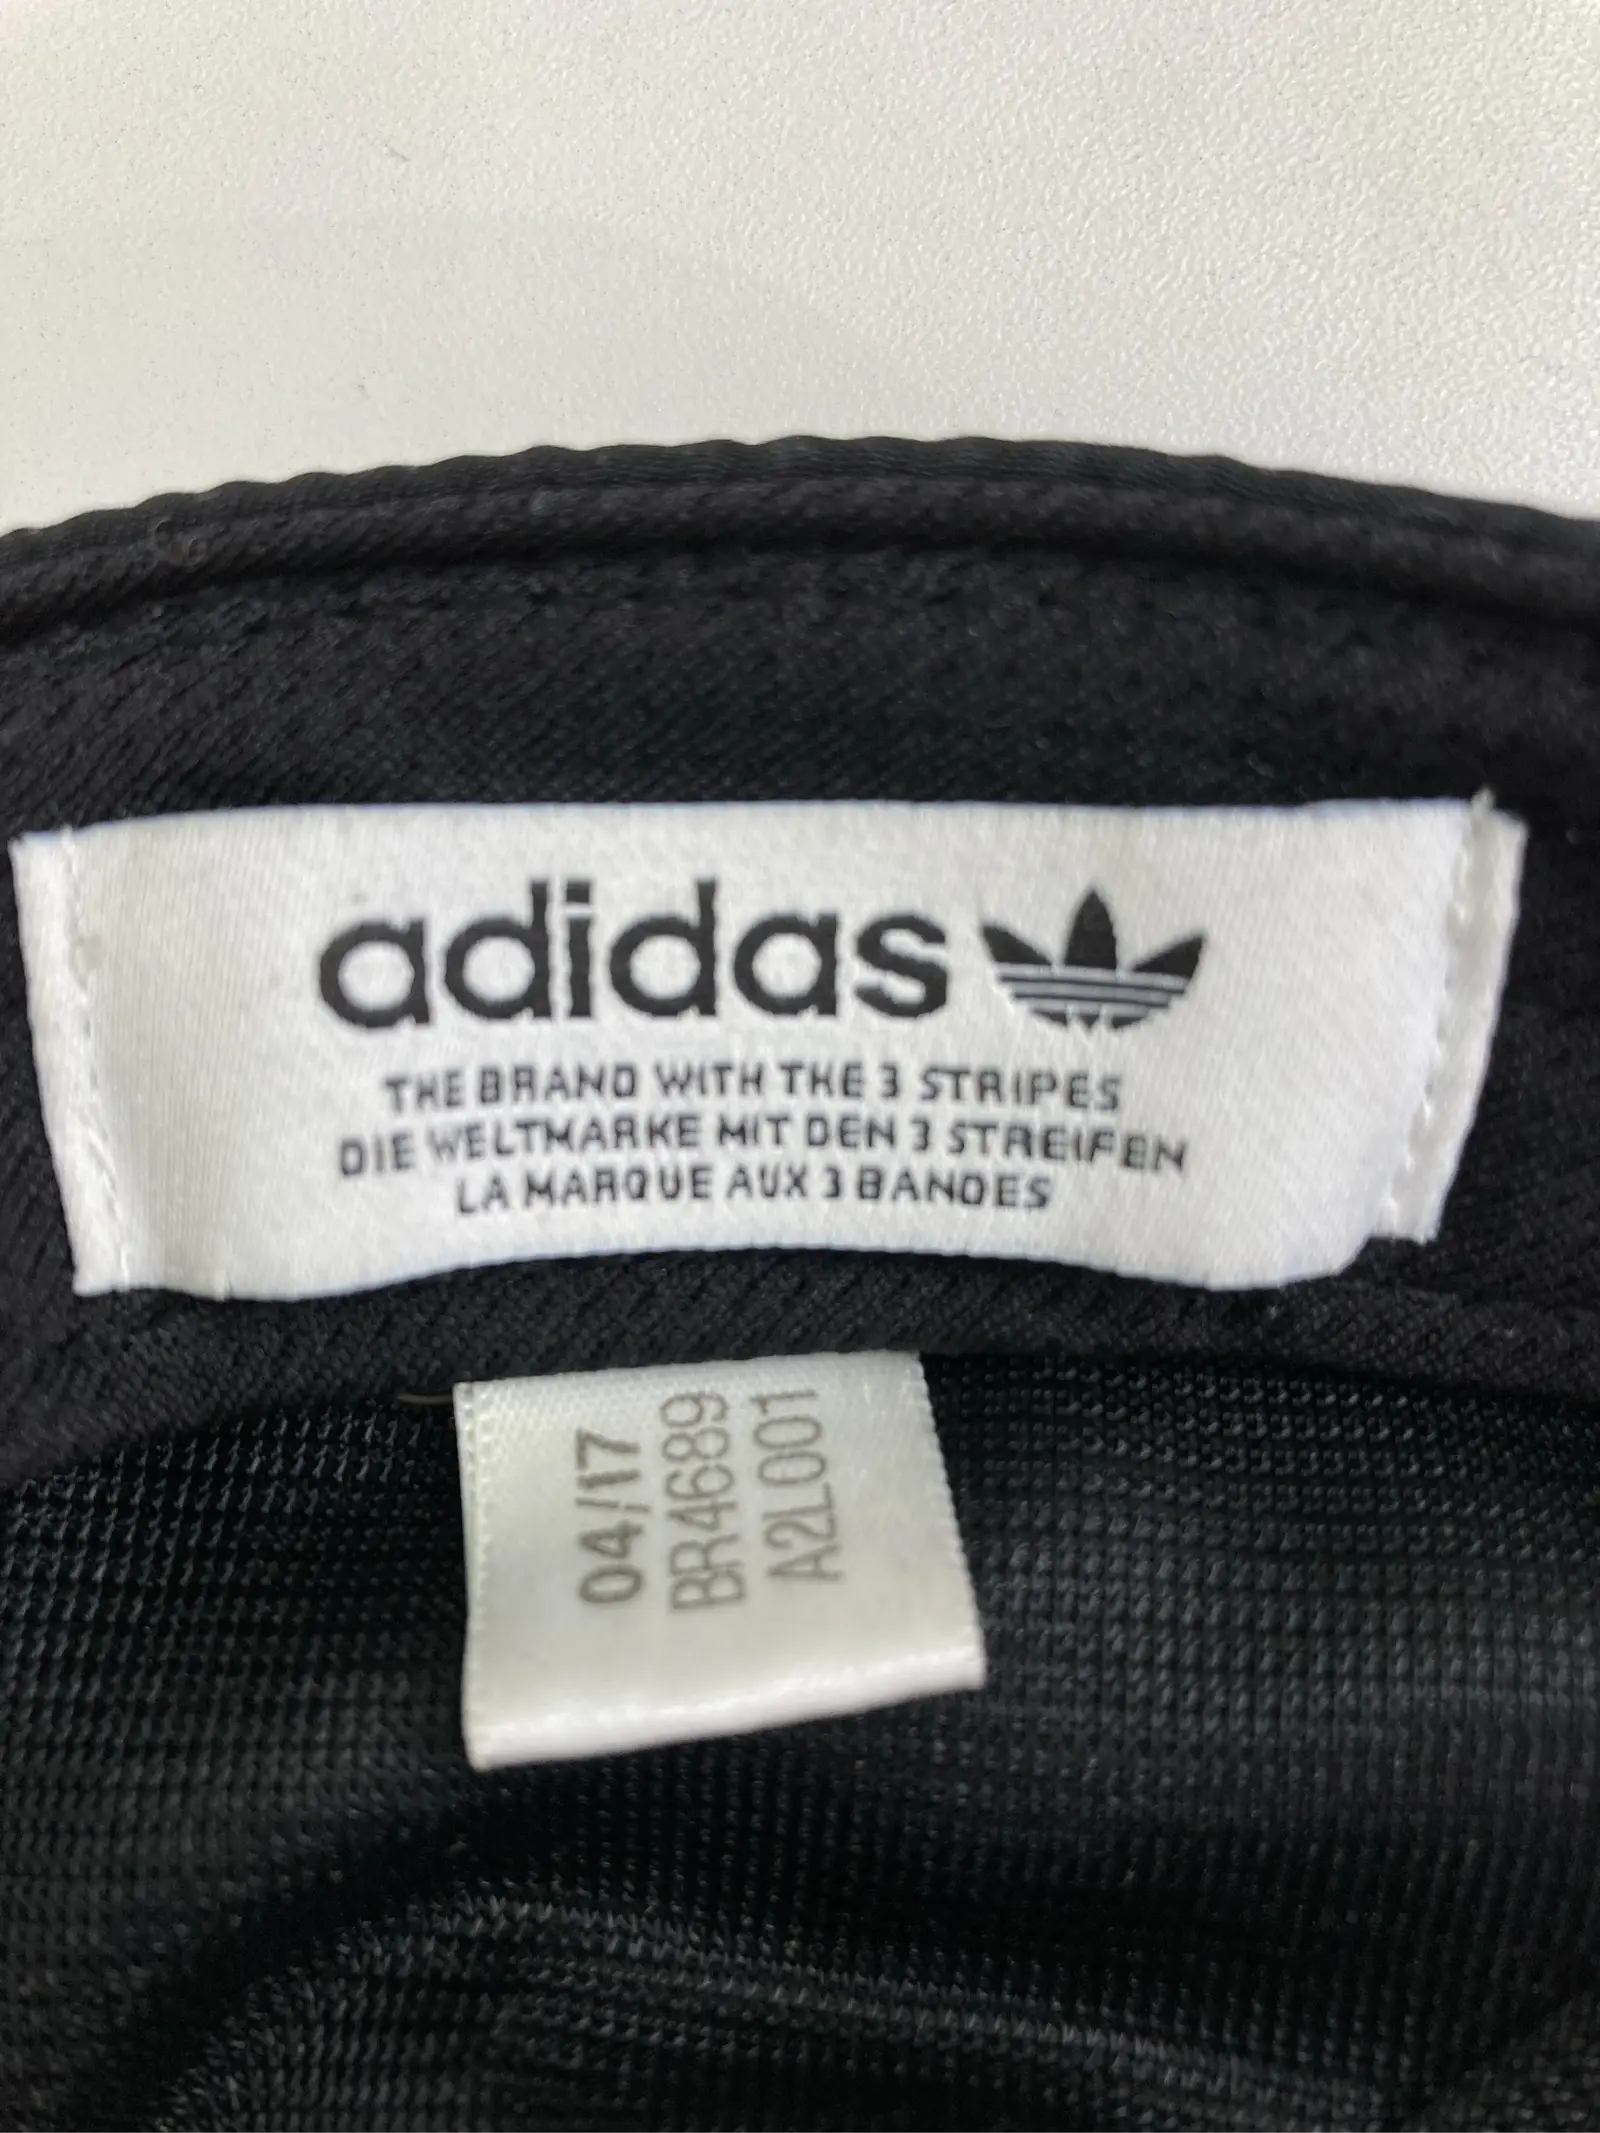 adidas
THE BRAND WITH THE 3 STRIPES
DIE WELTMARKE MIT DEN 3 STREIFEN
LA MARQUE AUX 3 BANDES
04/17
BR4689
A2L001